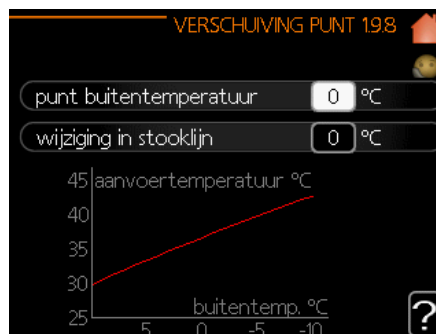 VERSCHUIVING PUNT 1.9.8
punt buitentemperatuur 0 °C
wijziging in stooklijn 0 °C
45 aanvoertemperatuur °C
40
35
30
25
buitentemp. °C
5 0 -5 -10
?